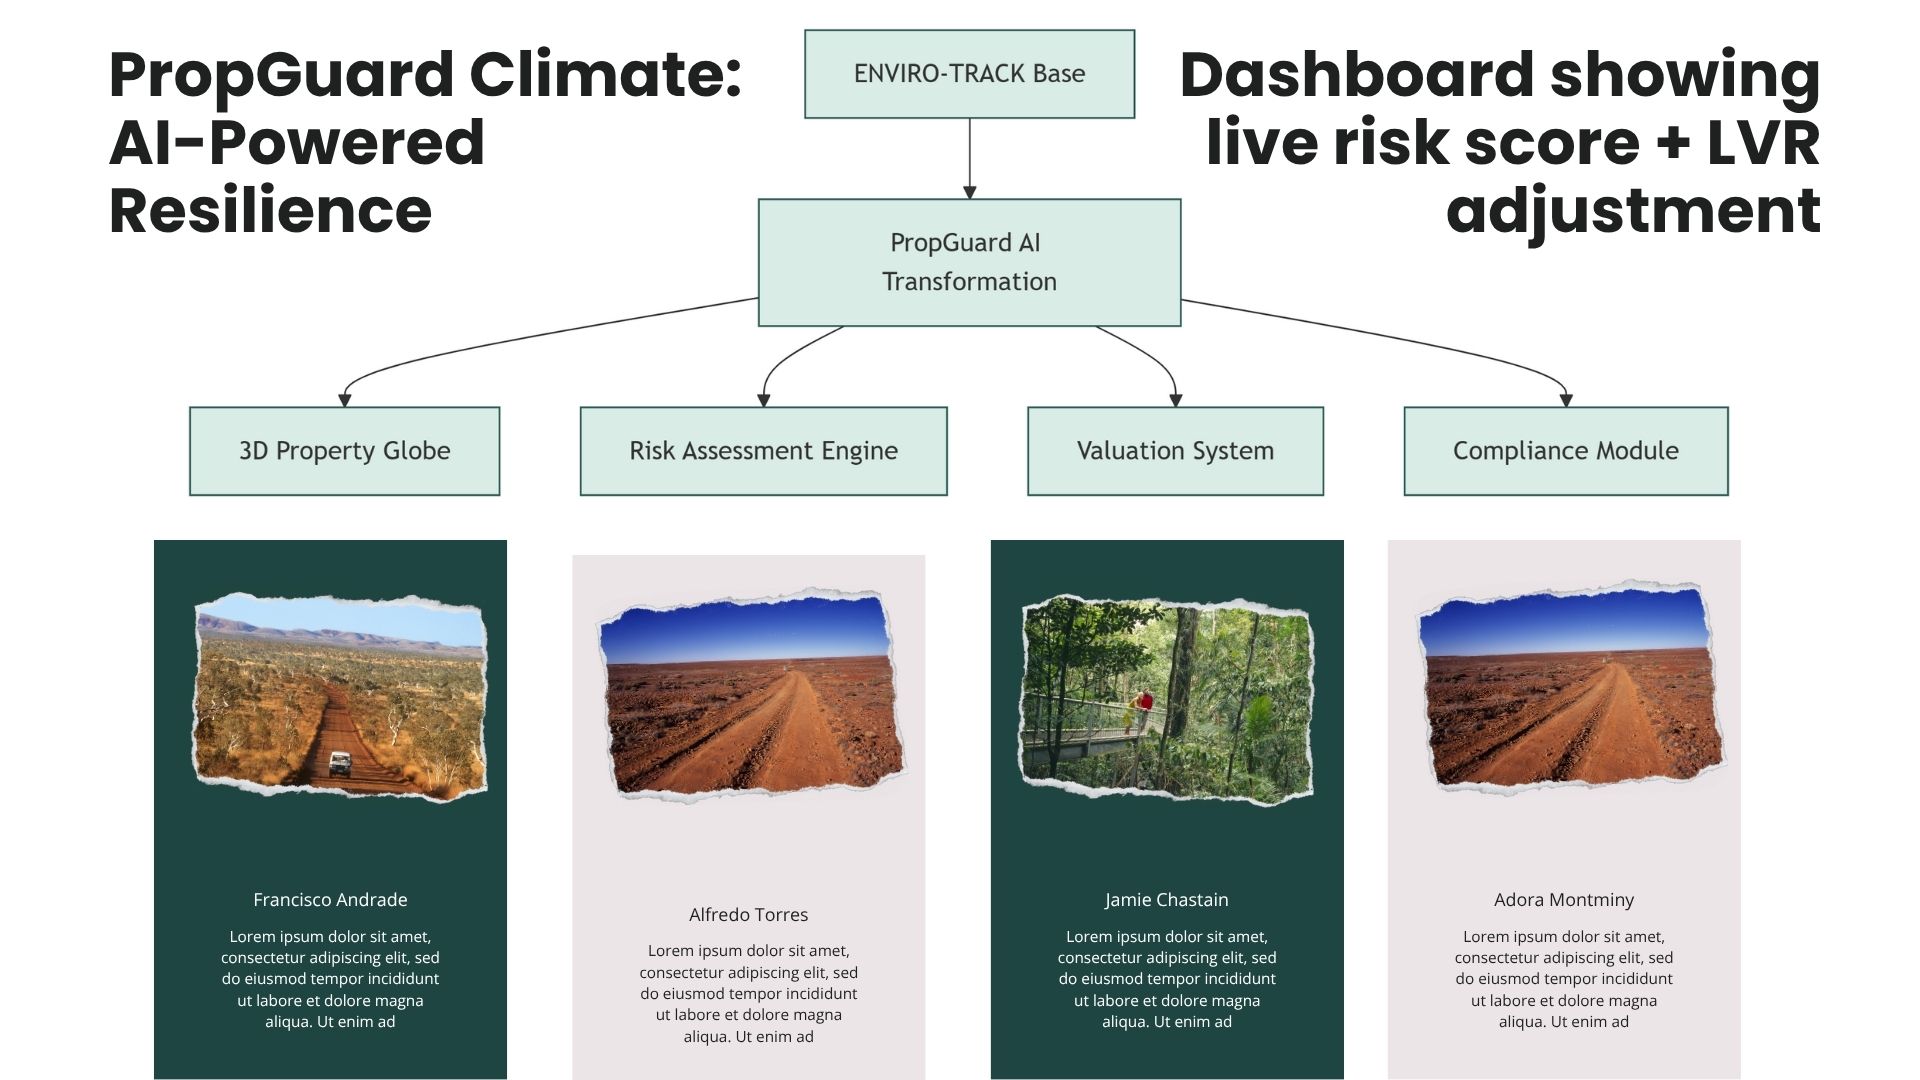 PropGuard Climate:
AI-Powered
Resilience
ENVIRO-TRACK Base
Dashboard showing
live risk score + LVR
adjustment
PropGuard AI
Transformation
3D Property Globe
Risk Assessment Engine
Valuation System
Compliance Module
Francisco Andrade
Lorem ipsum dolor sit amet,
consectetur adipiscing elit, sed
do eiusmod tempor incididunt
ut labore et dolore magna
aliqua. Ut enim ad
Alfredo Torres
Lorem ipsum dolor sit amet,
consectetur adipiscing elit, sed
do eiusmod tempor incididunt
ut labore et dolore magna
aliqua. Ut enim ad
Jamie Chastain
Lorem ipsum dolor sit amet,
consectetur adipiscing elit, sed
do eiusmod tempor incididunt
ut labore et dolore magna
aliqua. Ut enim ad
Adora Montminy
Lorem ipsum dolor sit amet,
consectetur adipiscing elit, sed
do eiusmod tempor incididunt
ut labore et dolore magna
aliqua. Ut enim ad